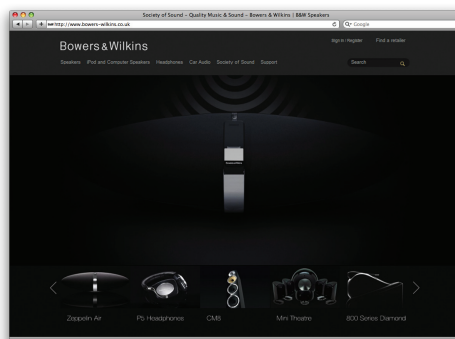 Society of Sound – Quality Music & Sound – Bowers & Wilkins | B&W Speakers
http://www.bowers-wilkins.co.uk
Google
Sign in / Register Find a retailer
Bowers & Wilkins
Speakers iPod and Computer Speakers Headphones Car Audio Society of Sound Support
Search
Zeppelin Air P5 Headphones CM8 Mini Theatre 800 Series Diamond